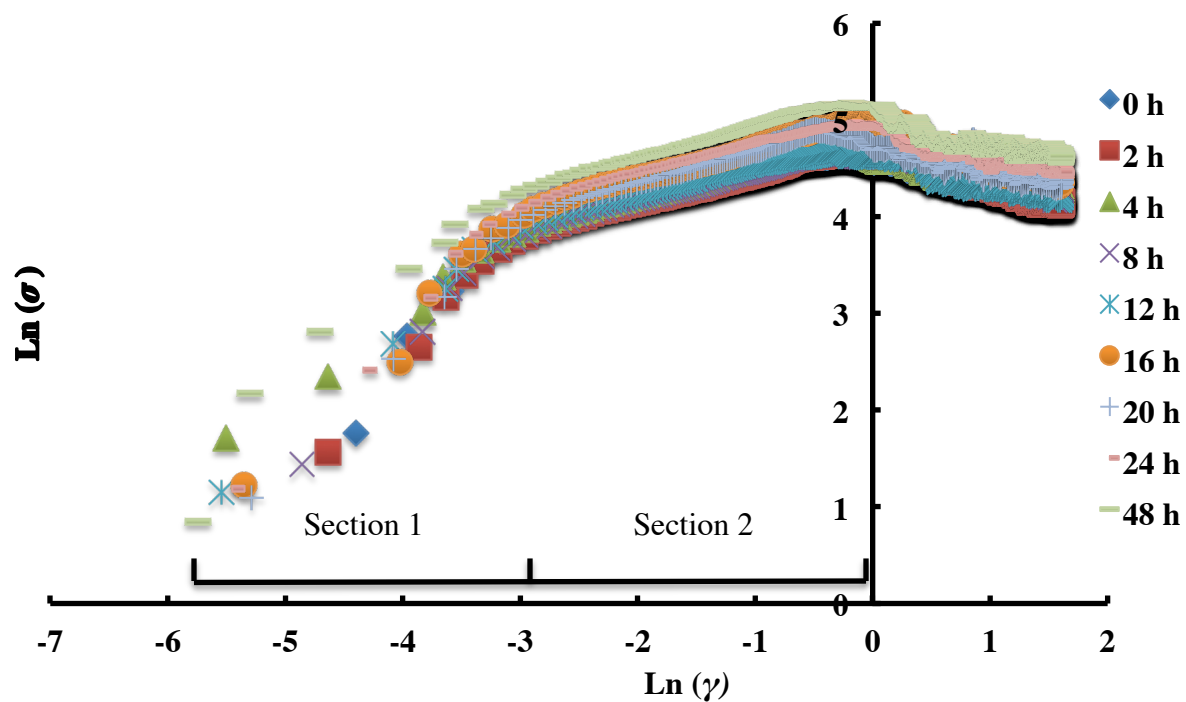 6
5
4
3
2
1
0
Ln (σ)
0 h
2 h
4 h
8 h
12 h
16 h
20 h
24 h
48 h
Section 1
Section 2
-7 -6 -5 -4 -3 -2 -1 0 1 2
Ln (γ)